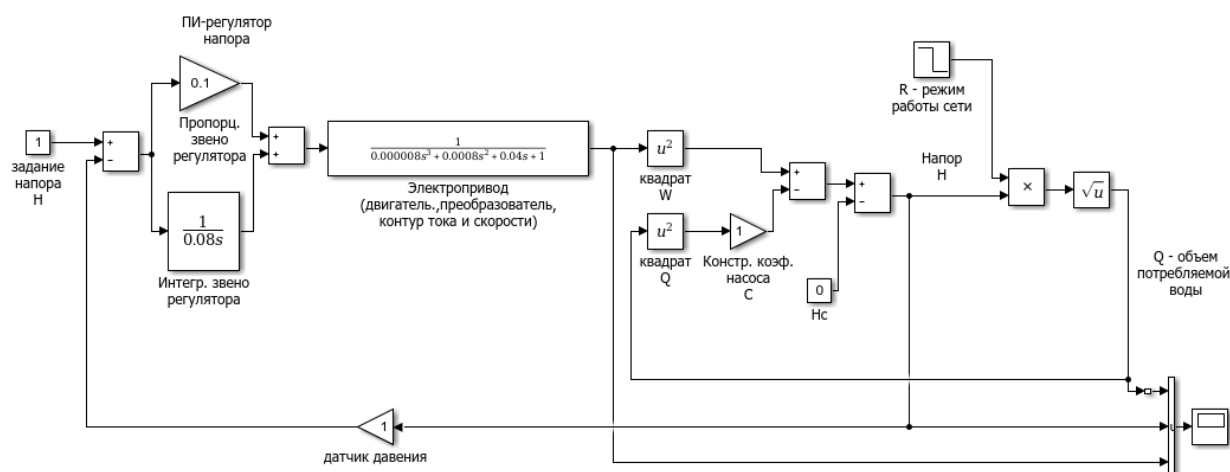 ПИ-регулятор
напора
0.1
Пропорц.
звено
регулятора
1
задание
напора
Н
+
−
1
0.08s
Интегр. звено
регулятора
+
+
1
0.000008s³ + 0.0008s² + 0.04s + 1
Электропривод
(двигатель.,преобразователь,
контур тока и скорости)
u²
квадрат
W
u²
квадрат
Q
1
Констр. коэф.
насоса
С
+
−
+
−
0
Нс
R - режим
работы сети
Напор
Н
×
√u
Q - объем
потребляемой
воды
1
датчик давения